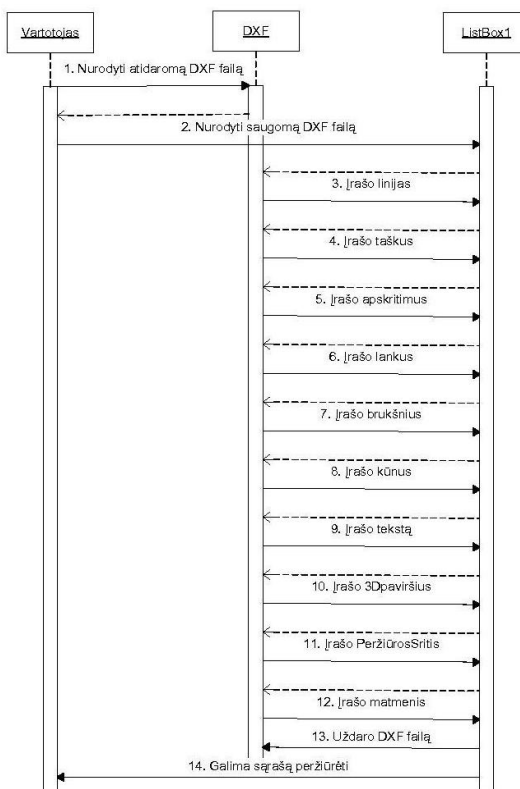 Vartotojas
DXF
ListBox1
1. Nurodyti atidaromą DXF failą
2. Nurodyti saugomą DXF failą
3. Įrašo linijas
4. Įrašo taškus
5. Įrašo apskritimus
6. Įrašo lankus
7. Įrašo brukšnius
8. Įrašo kūnus
9. Įrašo tekstą
10. Įrašo 3Dpaviršius
11. Įrašo PeržiūrosSritis
12. Įrašo matmenis
13. Uždaro DXF failą
14. Galima sąrašą peržiūrėti